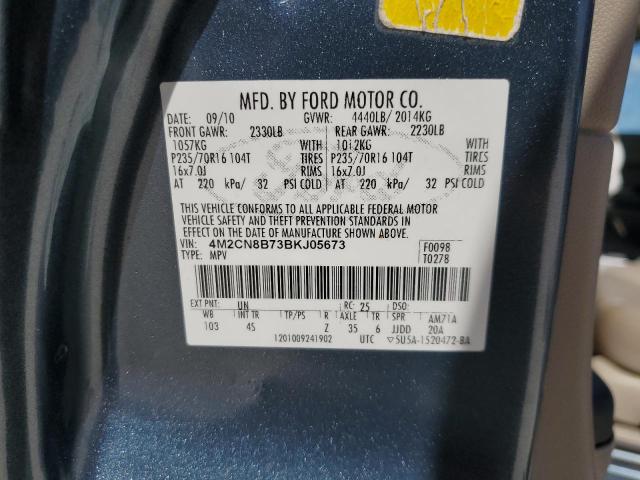 MFD. BY FORD MOTOR CO.
DATE: 09/10 GVWR: 4440LB/ 2014KG
FRONT GAWR: 2330LB REAR GAWR: 2230LB
1057KG WITH 1012KG WITH
P235/70R16 104T TIRES P235/70R16 104T TIRES
16x7.0J RIMS 16x7.0J RIMS
AT 220 kPa/ 32 PSI COLD AT 220 kPa/ 32 PSI COLD
THIS VEHICLE CONFORMS TO ALL APPLICABLE FEDERAL MOTOR
VEHICLE SAFETY AND THEFT PREVENTION STANDARDS IN
EFFECT ON THE DATE OF MANUFACTURE SHOWN ABOVE.
VIN: 4M2CN8B73BKJ05673 F0098
TYPE: MPV T0278
EXT PNT: UN RC: 25 DSO:
WB INT TR TP/PS R AXLE TR SPR AM71A
103 4S Z 35 6 JJDD 20A
1201009241902 UTC ▽5U5A-1520472-BA